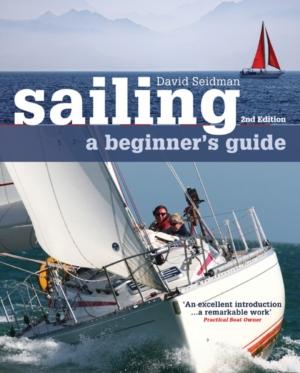 David Seidman
sailing
2nd Edition
a beginner's guide
'An excellent introduction
...a remarkable work'
Practical Boat Owner